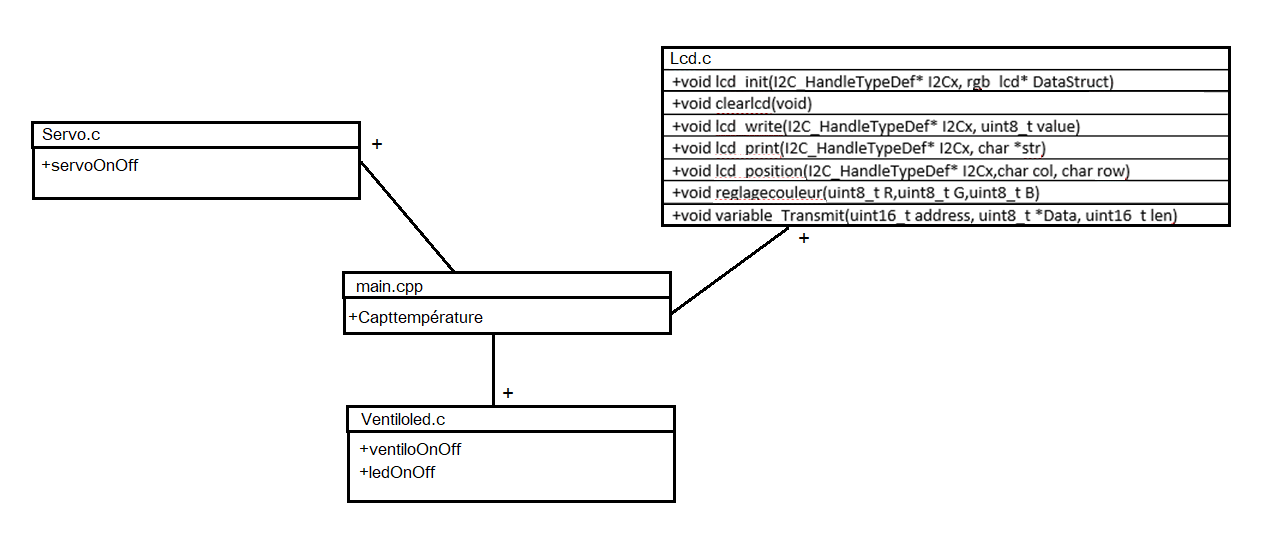 Lcd.c
+void lcd_init(I2C_HandleTypeDef* I2Cx, rgb_lcd* DataStruct)
+void clearlcd(void)
+void lcd_write(I2C_HandleTypeDef* I2Cx, uint8_t value)
+void lcd_print(I2C_HandleTypeDef* I2Cx, char *str)
+void lcd_position(I2C_HandleTypeDef* I2Cx,char col, char row)
+void reglagecouleur(uint8_t R,uint8_t G,uint8_t B)
+void variable_Transmit(uint16_t address, uint8_t *Data, uint16_t len)
+
Servo.c
+servoOnOff
+
main.cpp
+Capttempérature
+
Ventiloled.c
+ventiloOnOff
+ledOnOff